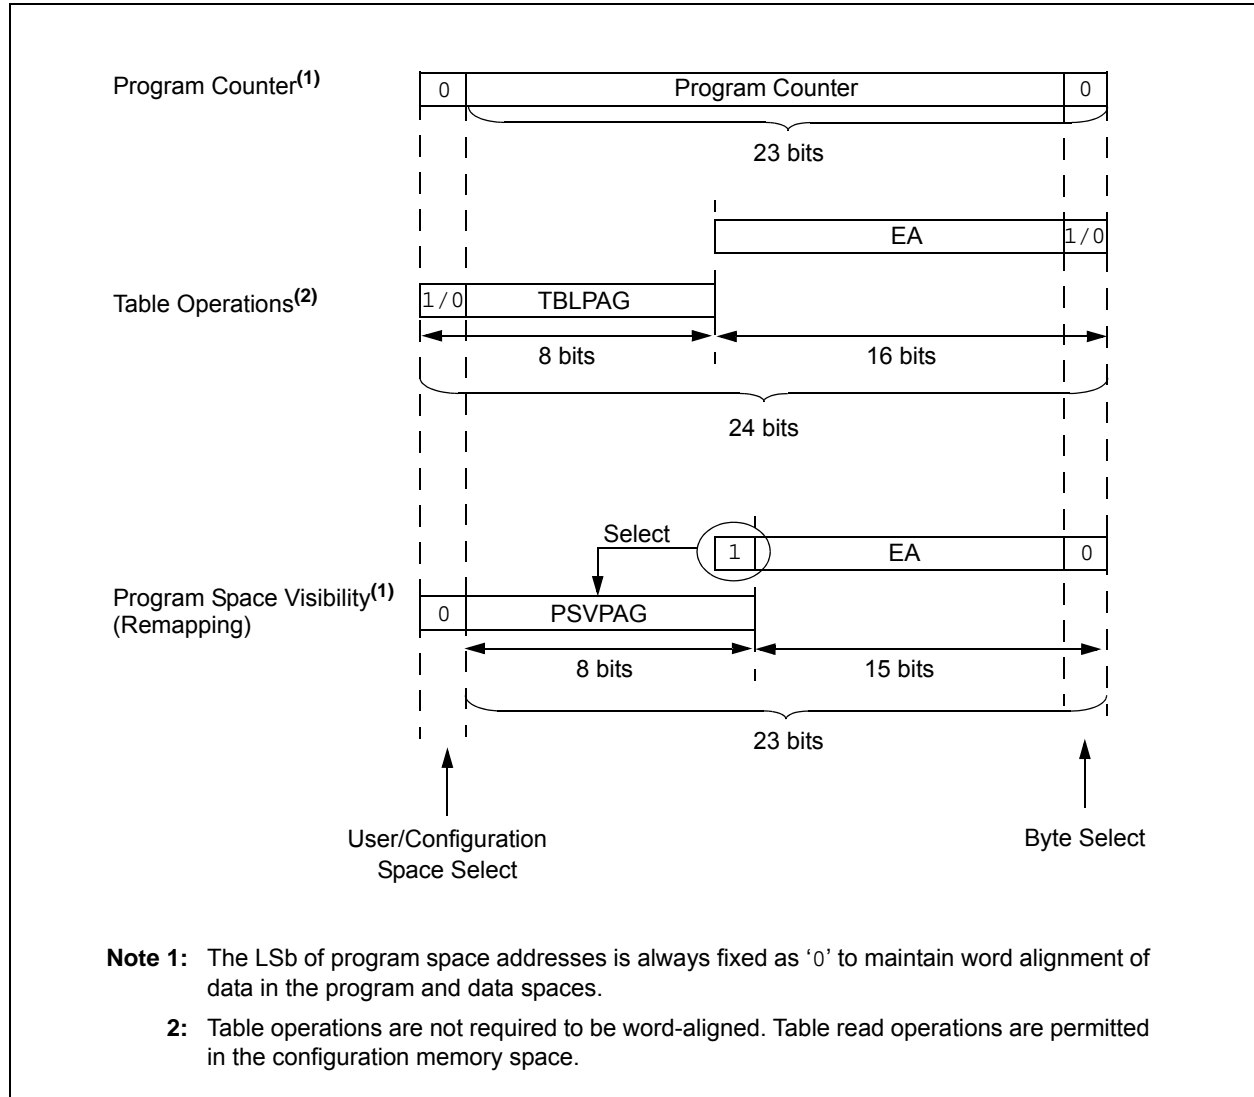 Program Counter(1)
0
Program Counter
0
23 bits
EA
1/0
Table Operations(2)
1/0
TBLPAG
8 bits
16 bits
24 bits
Select
1
EA
0
Program Space Visibility(1)
(Remapping)
0
PSVPAG
8 bits
15 bits
23 bits
User/Configuration
Space Select
Byte Select
Note 1: The LSb of program space addresses is always fixed as ‘0’ to maintain word alignment of
data in the program and data spaces.
2: Table operations are not required to be word-aligned. Table read operations are permitted
in the configuration memory space.